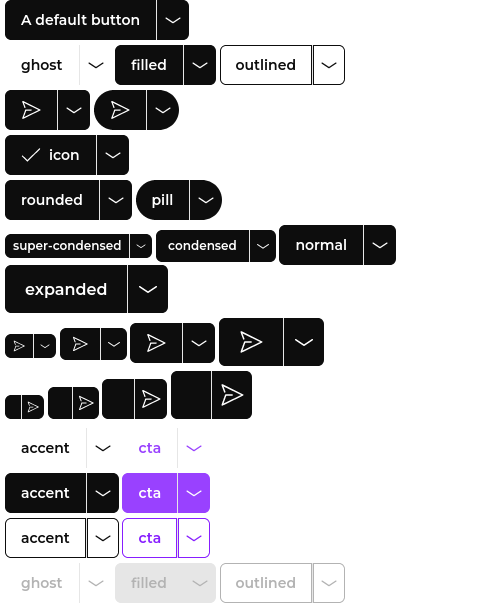 A default button
ghost filled outlined
icon
rounded pill
super-condensed condensed normal
expanded
accent cta
accent cta
accent cta
ghost filled outlined